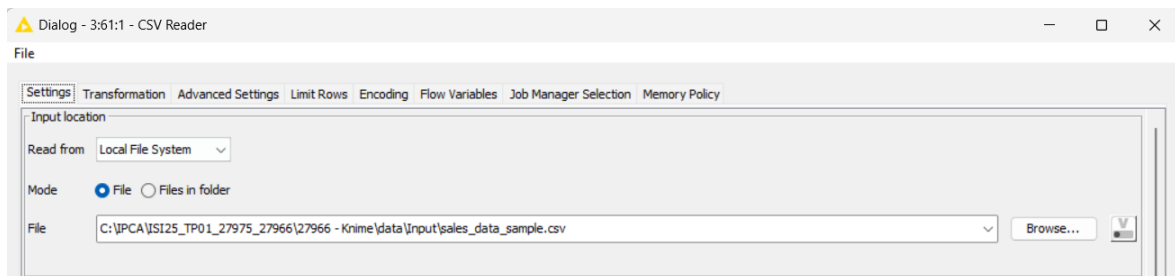 Dialog - 3:61:1 - CSV Reader
File
Settings Transformation Advanced Settings Limit Rows Encoding Flow Variables Job Manager Selection Memory Policy
Input location
Read from Local File System
Mode File Files in folder
File C:\IPCA\ISI25_TP01_27975_27966\27966 - Knime\data\Input\sales_data_sample.csv Browse... V